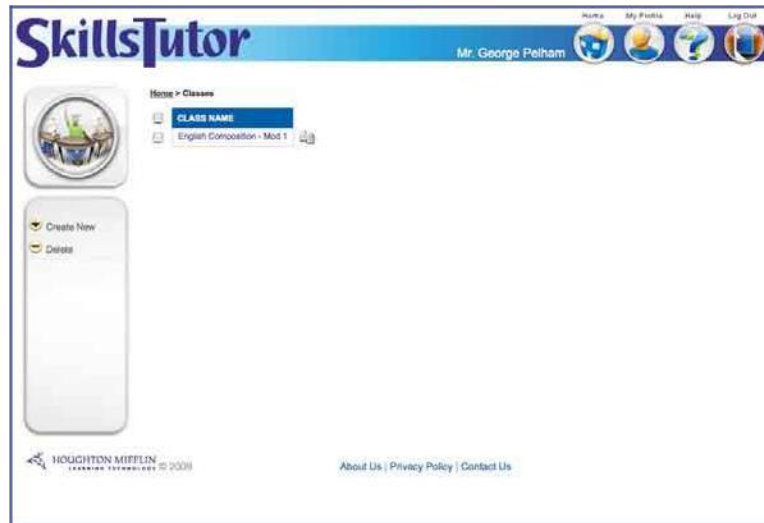 Home My Profile Help Log Out
SkillsTutor
Mr. George Pelham
Home > Classes
CLASS NAME
English Composition - Mod 1
Create New
Delete
HOUGHTON MIFFLIN
LEARNING TECHNOLOGY © 2009
About Us | Privacy Policy | Contact Us